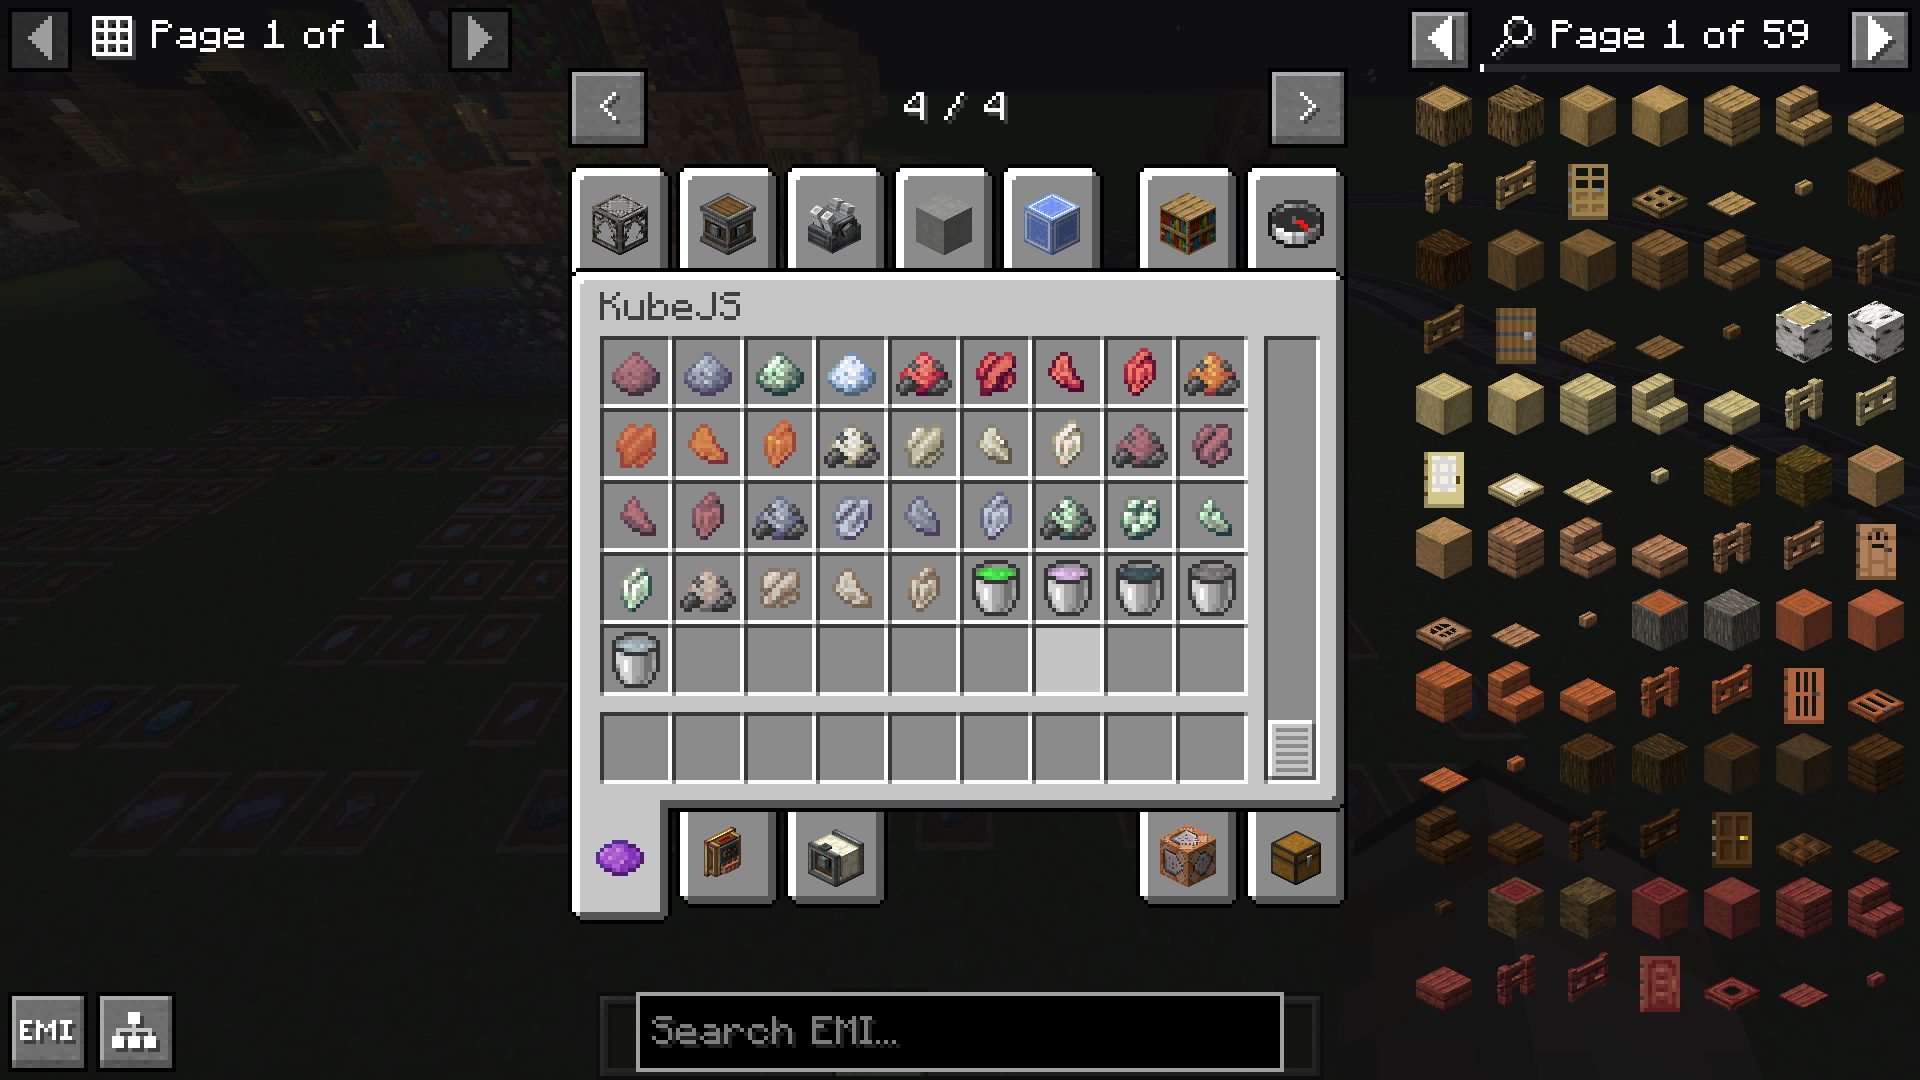 Page 1 of 1
Page 1 of 59
4 / 4
KubeJS
EMI
Search EMI...